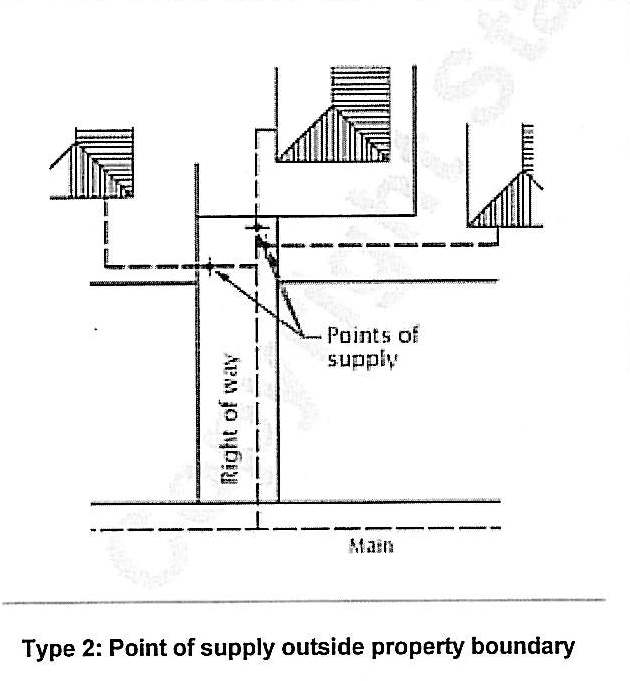 Points of
supply
Right of way
Main
Type 2: Point of supply outside property boundary